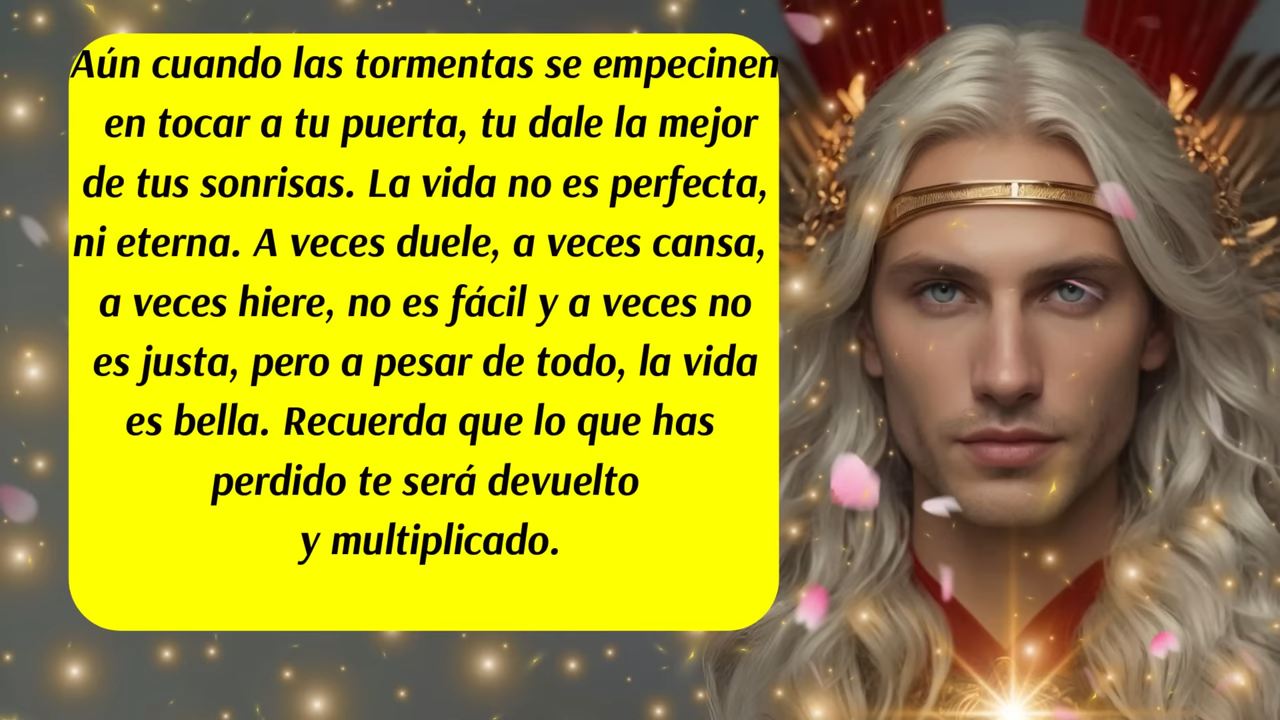 Aún cuando las tormentas se empecinen
en tocar a tu puerta, tu dale la mejor
de tus sonrisas. La vida no es perfecta,
ni eterna. A veces duele, a veces cansa,
a veces hiere, no es fácil y a veces no
es justa, pero a pesar de todo, la vida
es bella. Recuerda que lo que has
perdido te será devuelto
y multiplicado.